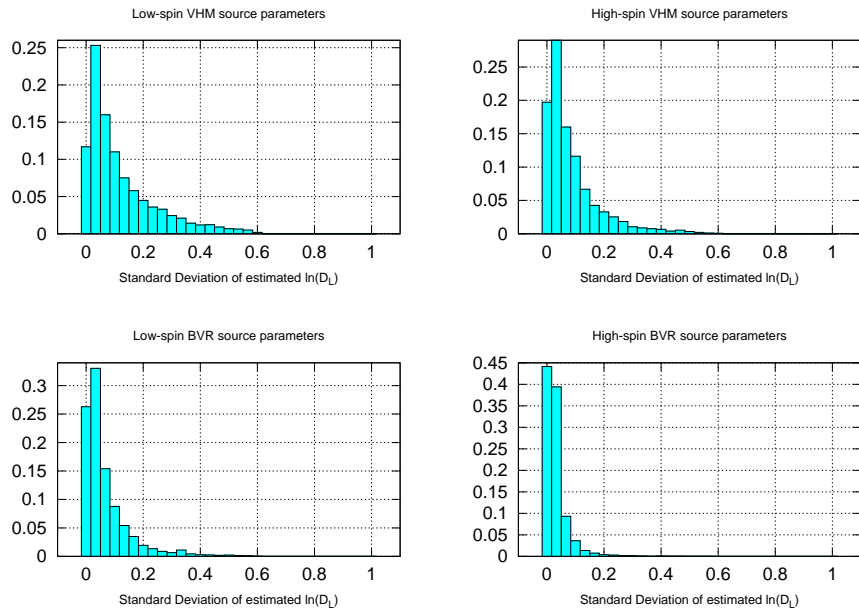 Low-spin VHM source parameters
0.25
0.2
0.15
0.1
0.05
0
0 0.2 0.4 0.6 0.8 1
Standard Deviation of estimated ln(D_L)
High-spin VHM source parameters
0.25
0.2
0.15
0.1
0.05
0
0 0.2 0.4 0.6 0.8 1
Standard Deviation of estimated ln(D_L)
Low-spin BVR source parameters
0.3
0.25
0.2
0.15
0.1
0.05
0
0 0.2 0.4 0.6 0.8 1
Standard Deviation of estimated ln(D_L)
High-spin BVR source parameters
0.45
0.4
0.35
0.3
0.25
0.2
0.15
0.1
0.05
0
0 0.2 0.4 0.6 0.8 1
Standard Deviation of estimated ln(D_L)